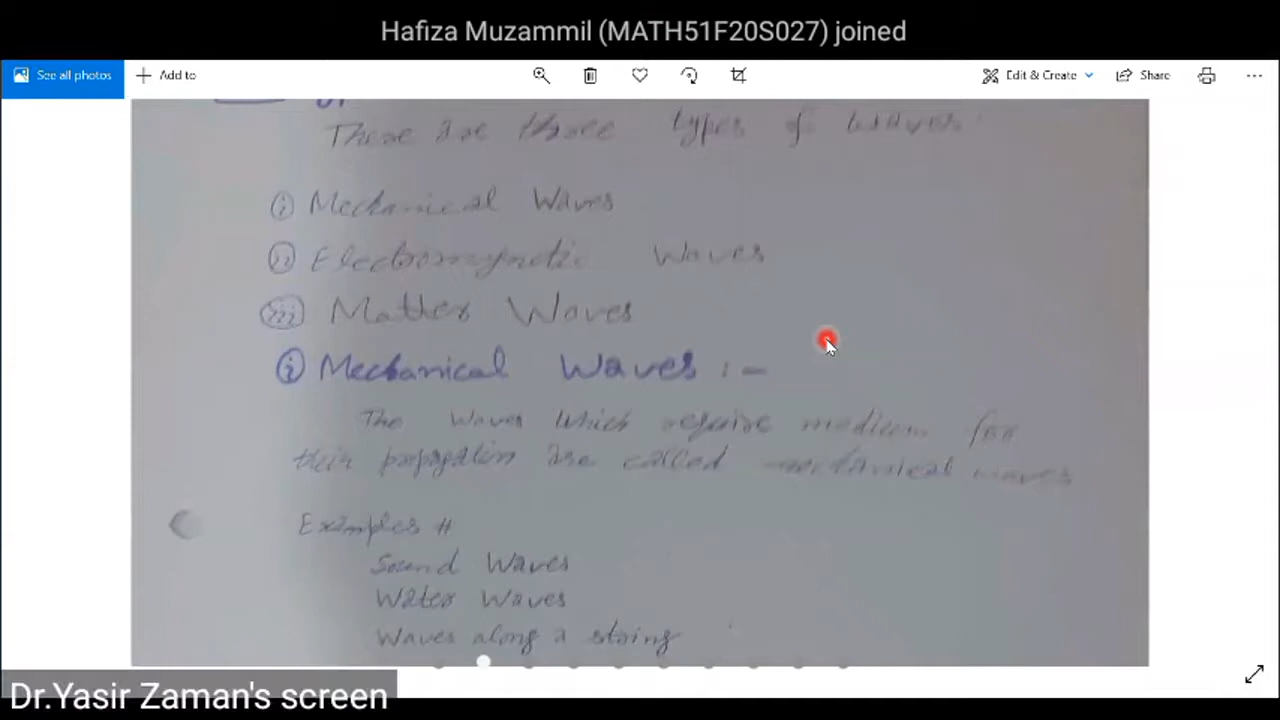 Hafiza Muzammil (MATH51F20S027) joined
See all photos
Add to
Edit & Create
Share
There are three types of waves
(i) Mechanical Waves
(ii) Electromagnetic Waves
(iii) Matter Waves
(i) Mechanical Waves :-
The waves which require medium for
their propagation are called mechanical waves
Examples #
Sound Waves
Water Waves
Waves along a string
Dr.Yasir Zaman's screen